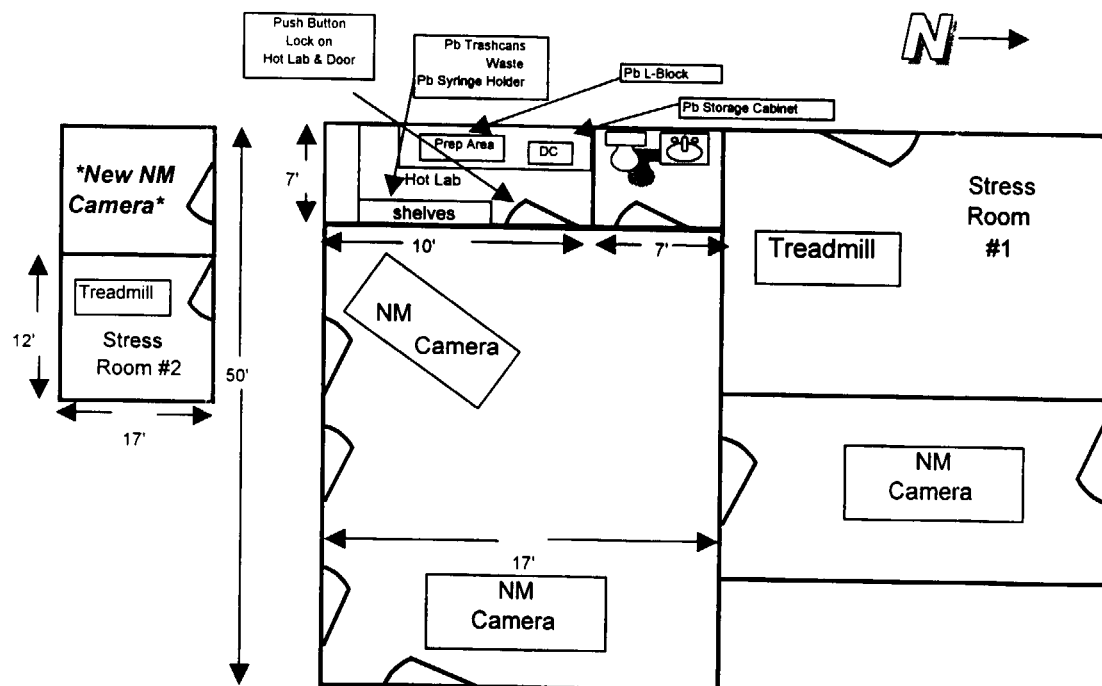 Push Button
Lock on
Hot Lab & Door
Pb Trashcans
Waste
Pb Syringe Holder
Pb L-Block
Pb Storage Cabinet
N
*New NM
Camera*
7'
Prep Area
DC
Hot Lab
shelves
10'
7'
Stress
Room
#1
Treadmill
Treadmill
Stress
Room #2
12'
17'
50'
NM
Camera
NM
Camera
17'
NM
Camera